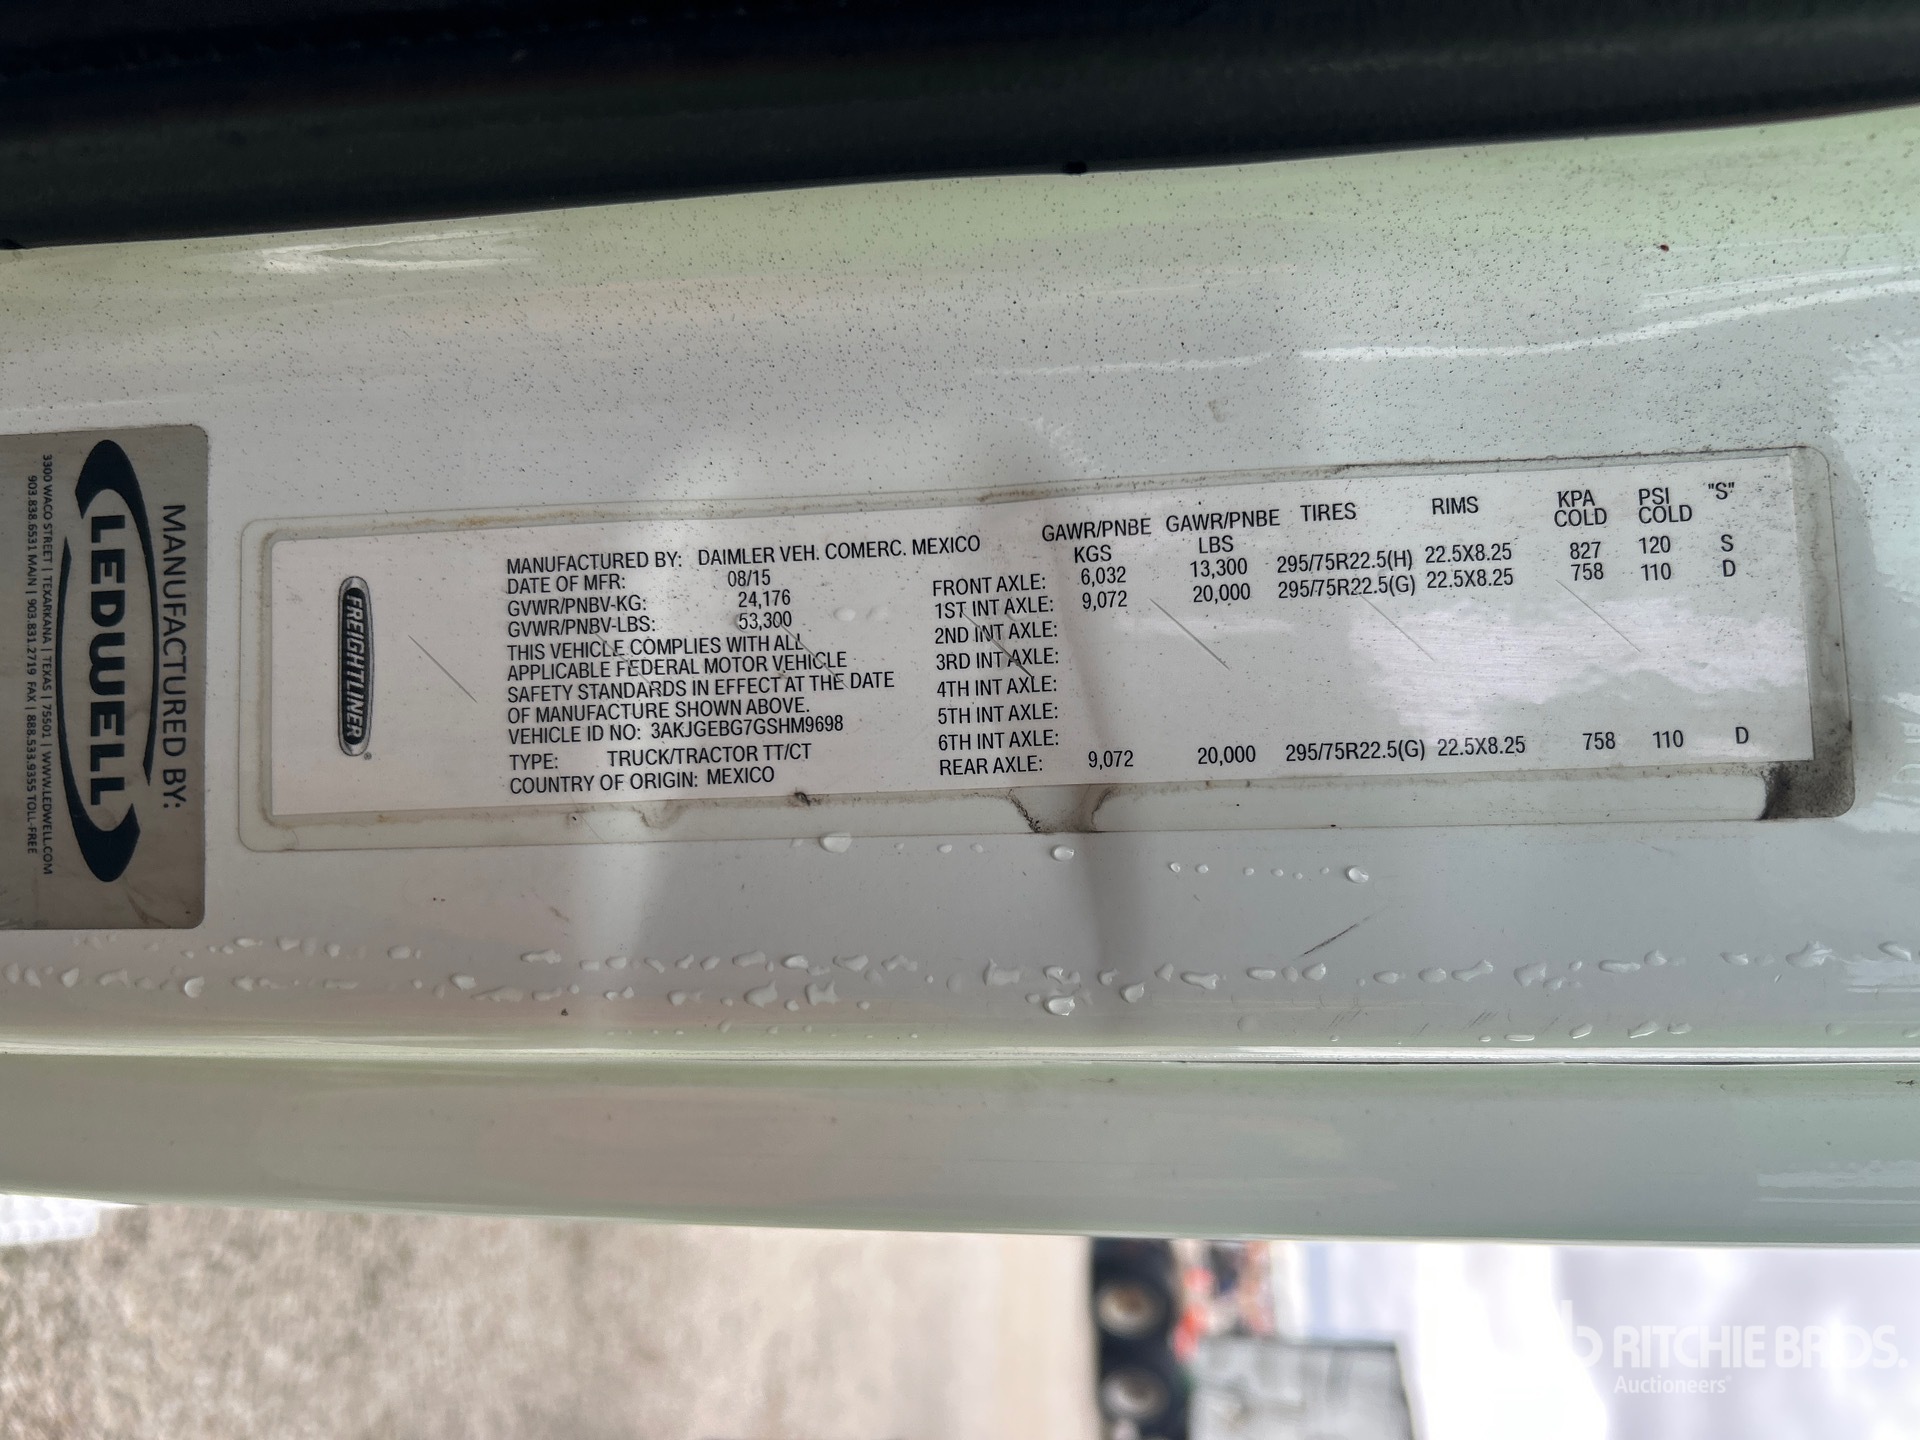 MANUFACTURED BY:
LEDWELL
3300 WACO STREET | TEXARKANA | TEXAS | 75501 | WWW.LEDWELL.COM
903.838.6531 MAIN | 903.831.2719 FAX | 888.533.9355 TOLL-FREE
FREIGHTLINER®
MANUFACTURED BY: DAIMLER VEH. COMERC. MEXICO
DATE OF MFR: 08/15
GVWR/PNBV-KG: 24,176
GVWR/PNBV-LBS: 53,300
THIS VEHICLE COMPLIES WITH ALL
APPLICABLE FEDERAL MOTOR VEHICLE
SAFETY STANDARDS IN EFFECT AT THE DATE
OF MANUFACTURE SHOWN ABOVE.
VEHICLE ID NO: 3AKJGEBG7GSHM9698
TYPE: TRUCK/TRACTOR TT/CT
COUNTRY OF ORIGIN: MEXICO
GAWR/PNBE KGS GAWR/PNBE LBS TIRES RIMS KPA COLD PSI COLD "S"
FRONT AXLE: 6,032 13,300 295/75R22.5(H) 22.5X8.25 827 120 S
1ST INT AXLE: 9,072 20,000 295/75R22.5(G) 22.5X8.25 758 110 D
2ND INT AXLE:
3RD INT AXLE:
4TH INT AXLE:
5TH INT AXLE:
6TH INT AXLE:
REAR AXLE: 9,072 20,000 295/75R22.5(G) 22.5X8.25 758 110 D
RITCHIE BROS.
Auctioneers